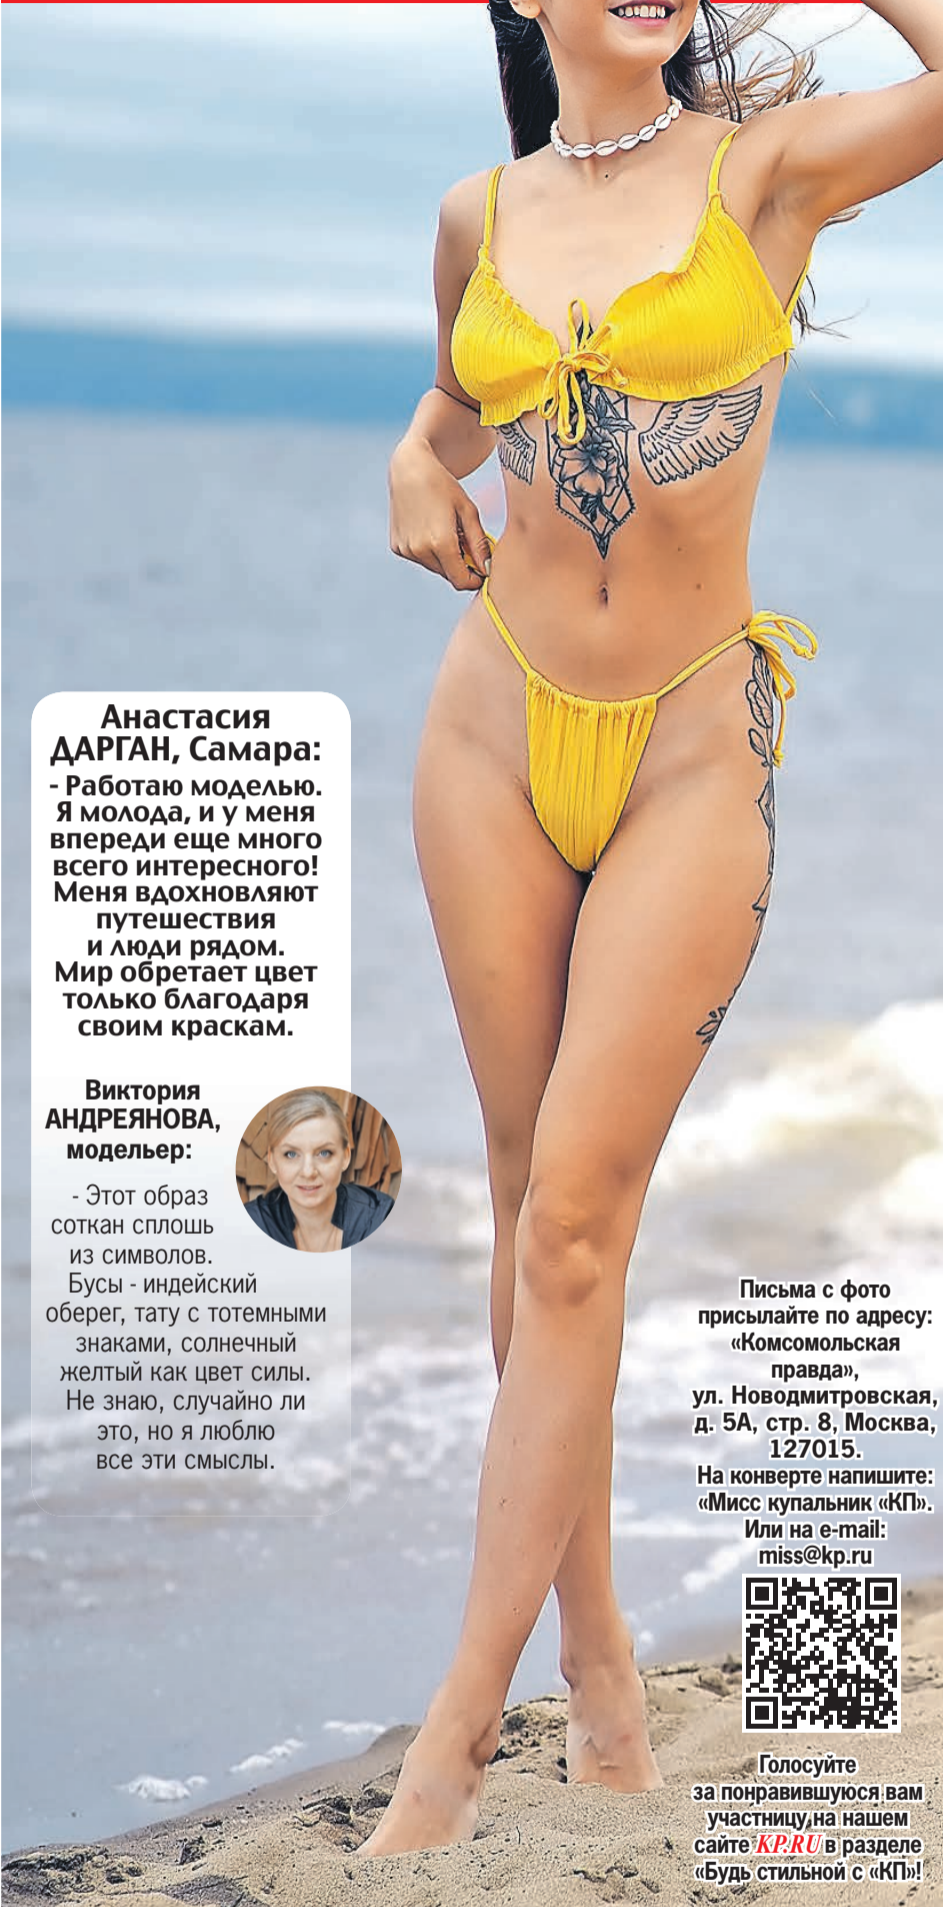 Анастасия
ДАРГАН, Самара:
- Работаю моделью.
Я молода, и у меня
впереди еще много
всего интересного!
Меня вдохновляют
путешествия
и люди рядом.
Мир обретает цвет
только благодаря
своим краскам.
Виктория
АНДРЕЯНОВА,
модельер:
- Этот образ
соткан сплошь
из символов.
Бусы - индейский
оберег, тату с тотемными
знаками, солнечный
желтый как цвет силы.
Не знаю, случайно ли
это, но я люблю
все эти смыслы.
Письма с фото
присылайте по адресу:
«Комсомольская
правда»,
ул. Новодмитровская,
д. 5А, стр. 8, Москва,
127015.
На конверте напишите:
«Мисс купальник «КП».
Или на e-mail:
miss@kp.ru
Голосуйте
за понравившуюся вам
участницу на нашем
сайте KP.RU в разделе
«Будь стильной с «КП»!